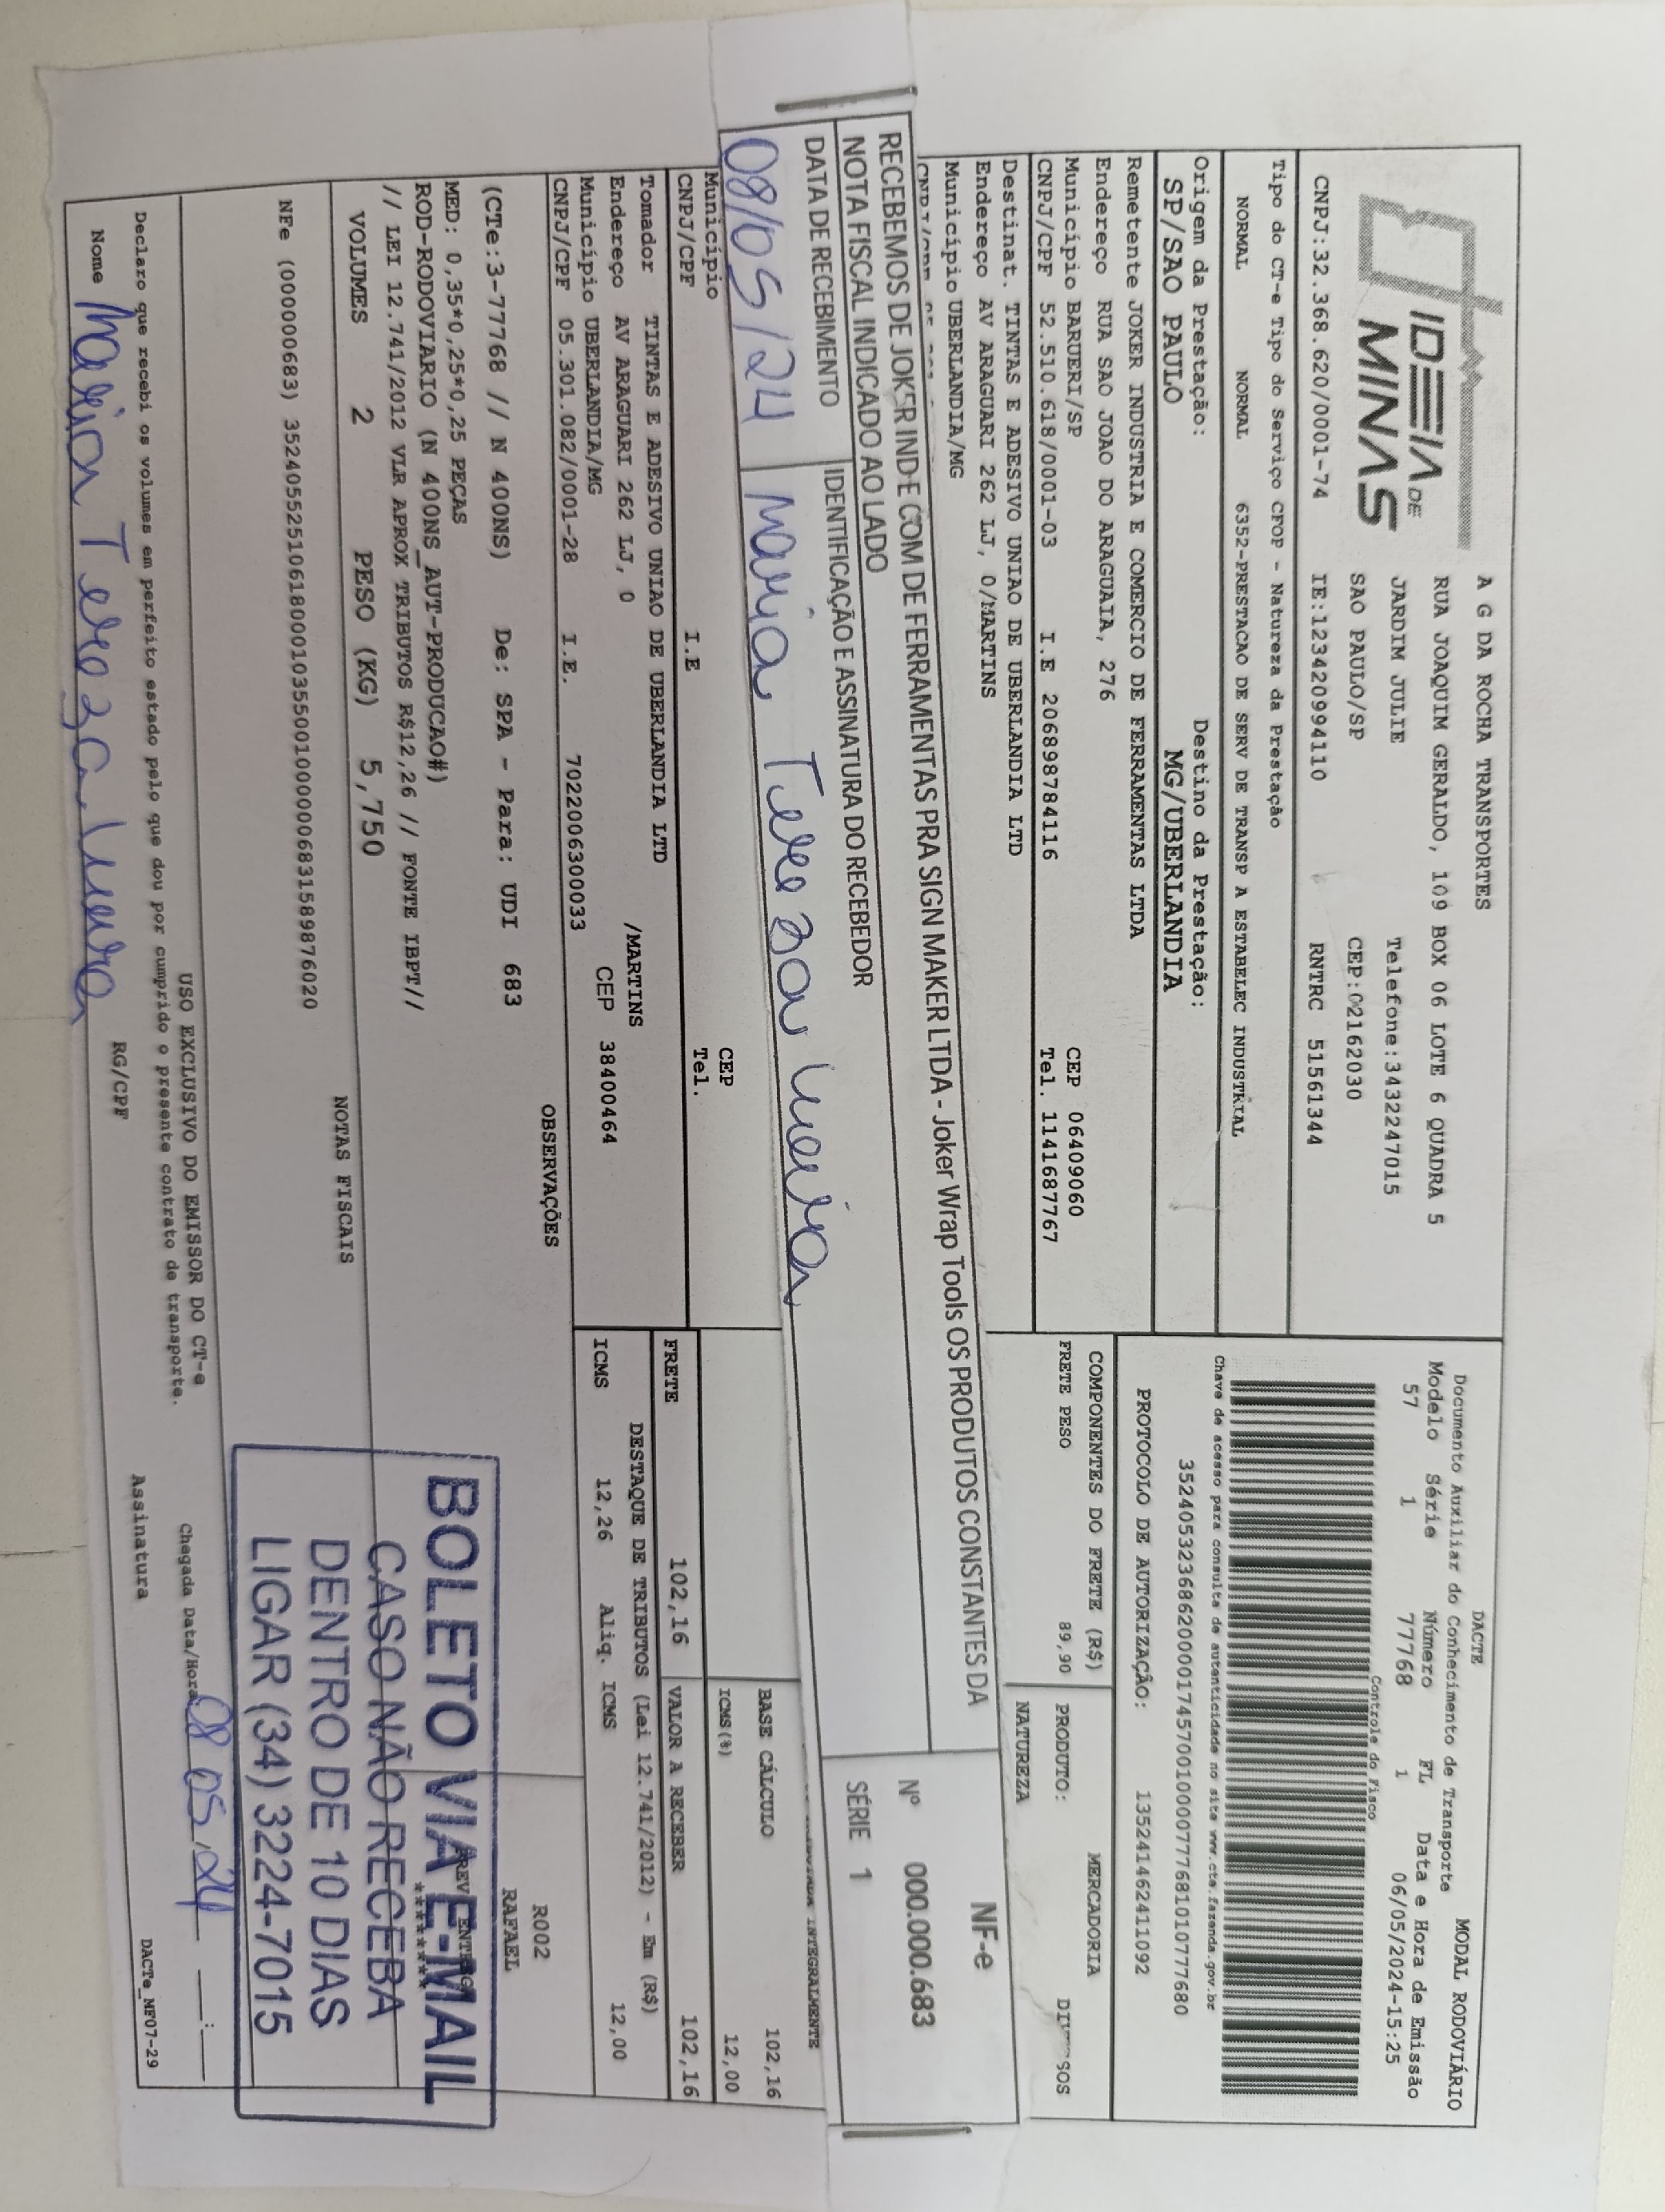 IDEIA DE
MINAS
A G DA ROCHA TRANSPORTES
RUA JOAQUIM GERALDO, 109 BOX 06 LOTE 6 QUADRA 5
JARDIM JULIE Telefone:3432247015
SAO PAULO/SP CEP:02162030
CNPJ:32.368.620/0001-74 IE:123420994110 RNTRC 51561344
Tipo do CT-e Tipo do Serviço CFOP - Natureza da Prestação
NORMAL NORMAL 6352-PRESTACAO DE SERV DE TRANSP A ESTABELEC INDUSTRIAL
Origem da Prestação: Destino da Prestação:
SP/SAO PAULO MG/UBERLANDIA
DACTE MODAL RODOVIÁRIO
Documento Auxiliar do Conhecimento de Transporte
Modelo Série Número FL Data e Hora de Emissão
57 1 77768 1 06/05/2024-15:25
Controle do Fisco
Chave de acesso para consulta de autenticidade no site www.cte.fazenda.gov.br
35240532368620000174570010000777681010777680
PROTOCOLO DE AUTORIZAÇÃO: 135241462411092
Remetente JOKER INDUSTRIA E COMERCIO DE FERRAMENTAS LTDA
Endereço RUA SAO JOAO DO ARAGUAIA, 276
Município BARUERI/SP CEP 06409060
CNPJ/CPF 52.510.618/0001-03 I.E 206898784116 Tel. 1141687767
COMPONENTES DO FRETE (R$) MERCADORIA
FRETE PESO 89,90 PRODUTO:
NATUREZA
Destinat. TINTAS E ADESIVO UNIAO DE UBERLANDIA LTD
Endereço AV ARAGUARI 262 LJ, 0/MARTINS
Município UBERLANDIA/MG
RECEBEMOS DE JOKER IND E COM DE FERRAMENTAS PRA SIGN MAKER LTDA - Joker Wrap Tools OS PRODUTOS CONSTANTES DA
NOTA FISCAL INDICADO AO LADO
DATA DE RECEBIMENTO IDENTIFICAÇÃO E ASSINATURA DO RECEBEDOR
08/05/24 Maria Tereza
NF-e
Nº 000.000.683
SÉRIE 1
INTEGRALMENTE
Município CEP
CNPJ/CPF I.E Tel.
BASE CÁLCULO 102,16
ICMS(%) 12,00
Tomador TINTAS E ADESIVO UNIAO DE UBERLANDIA LTD
Endereço AV ARAGUARI 262 LJ, 0 /MARTINS
Município UBERLANDIA/MG CEP 38400464
CNPJ/CPF 05.301.082/0001-28 I.E. 7022006300033
FRETE 102,16 VALOR A RECEBER 102,16
DESTAQUE DE TRIBUTOS (Lei 12.741/2012) - Em (R$)
ICMS 12,26 Aliq. ICMS 12,00
OBSERVAÇÕES
(CTe:3-77768 // N 400NS) De: SPA - Para: UDI 683
MED: 0,35*0,25*0,25 PEÇAS
ROD-RODOVIARIO (N 400NS_AUT-PRODUCAO#)
// LEI 12.741/2012 VLR APROX TRIBUTOS R$12,26 // FONTE IBPT//
R002
RAFAEL
PREV ENTREGA
********
VOLUMES 2 PESO (KG) 5,750
NOTAS FISCAIS
NFe (000000683) 35240552510618000103550010000006831589876020
BOLETO VIA E-MAIL
CASO NÃO RECEBA
DENTRO DE 10 DIAS
LIGAR (34) 3224-7015
USO EXCLUSIVO DO EMISSOR DO CT-e
Declaro que recebi os volumes em perfeito estado pelo que dou por cumprido o presente contrato de transporte.
Chegada Data/Hora 08 05, 24 __:__
Nome Maria Tereza RG/CPF Assinatura
DACTe_MF07-29